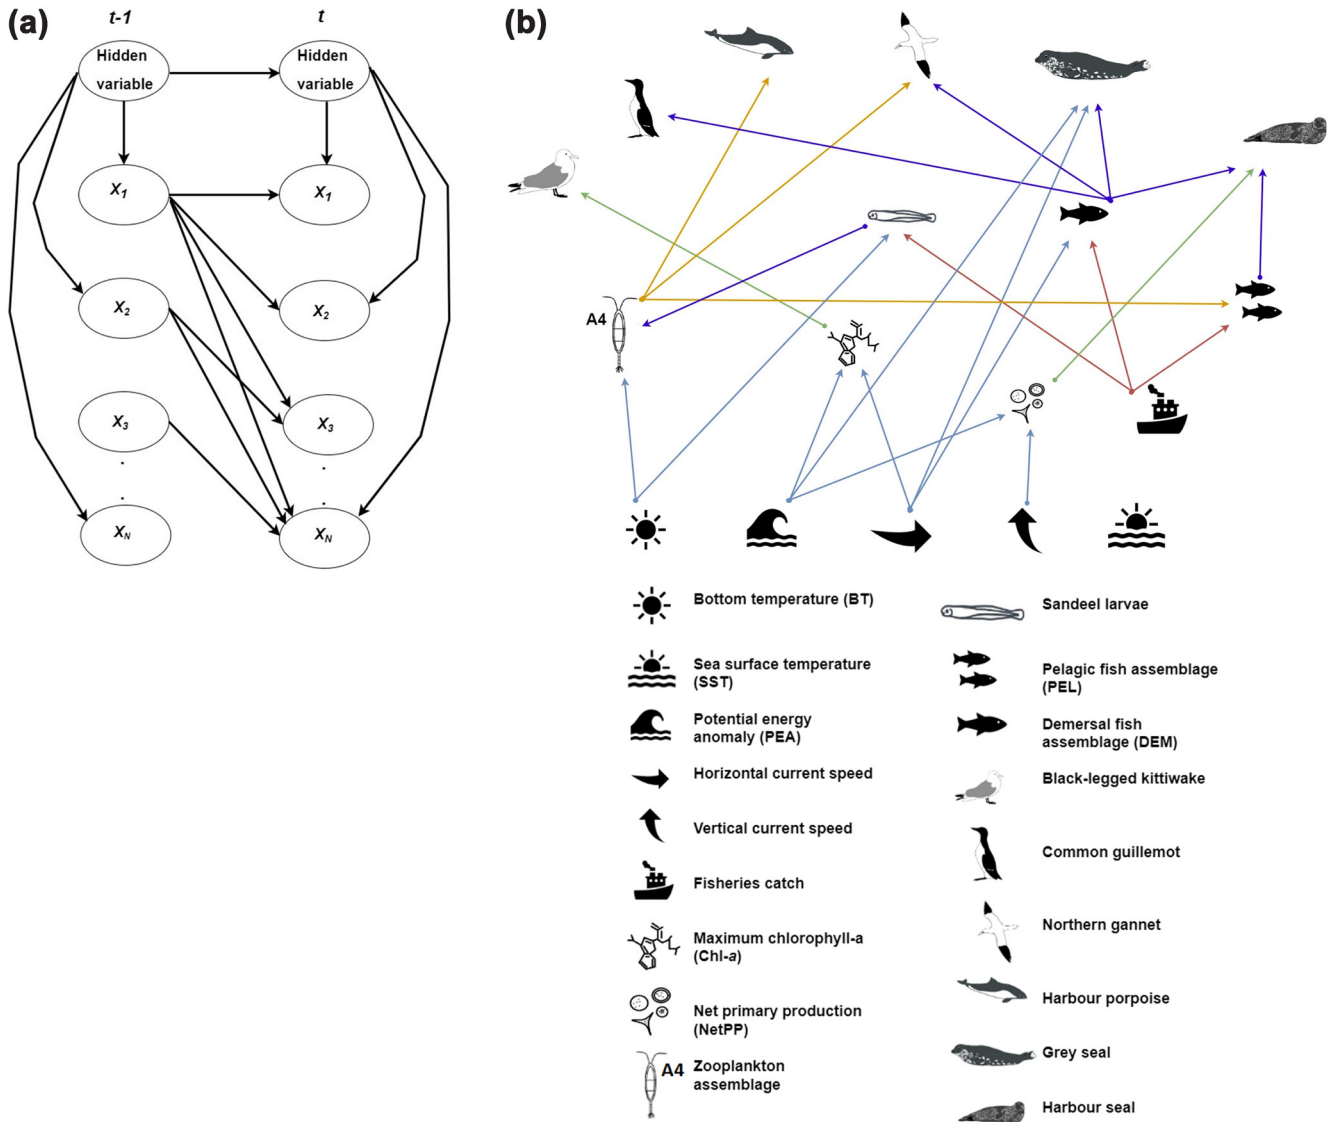 (a)
t-1
t
Hidden
variable
Hidden
variable
X1
X1
X2
X2
X3
X3
.
.
.
.
XN
XN
(b)
A4
Bottom temperature (BT)
Sea surface temperature
(SST)
Potential energy
anomaly (PEA)
Horizontal current speed
Vertical current speed
Fisheries catch
Maximum chlorophyll-a
(Chl-a)
Net primary production
(NetPP)
A4
Zooplankton
assemblage
Sandeel larvae
Pelagic fish assemblage
(PEL)
Demersal fish
assemblage (DEM)
Black-legged kittiwake
Common guillemot
Northern gannet
Harbour porpoise
Grey seal
Harbour seal